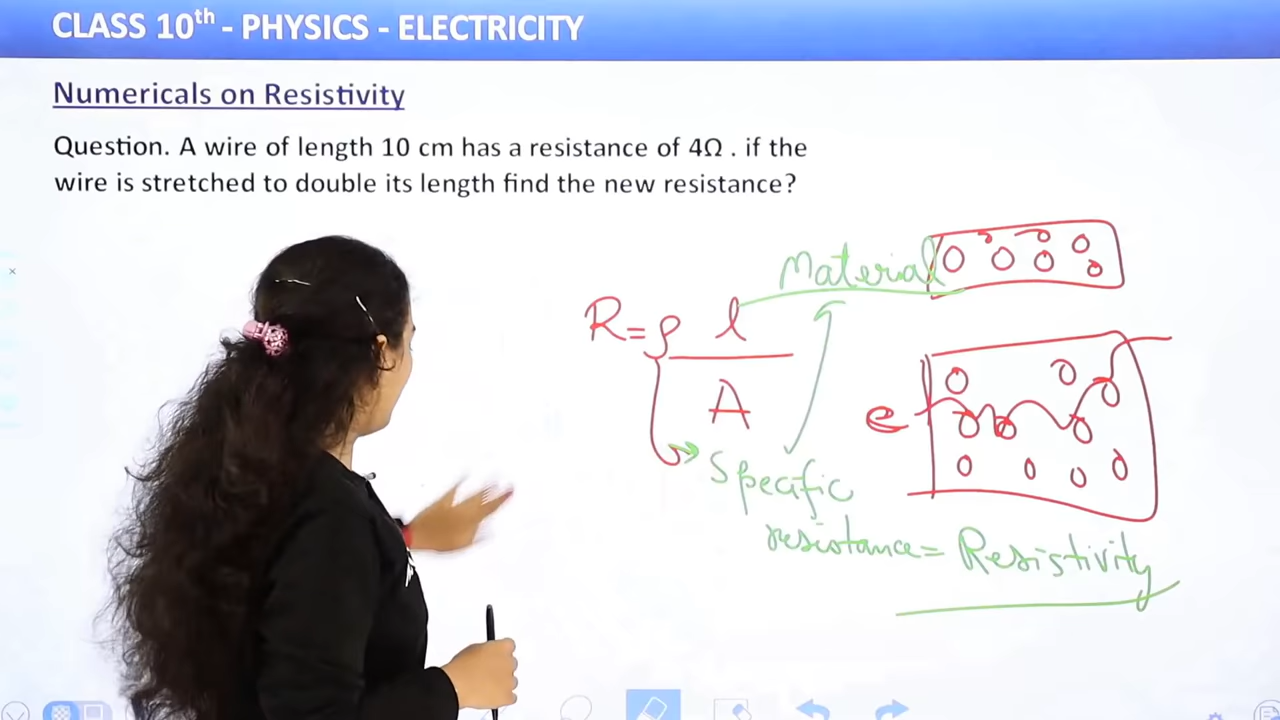 CLASS 10th - PHYSICS - ELECTRICITY
Numericals on Resistivity
Question. A wire of length 10 cm has a resistance of 4Ω . if the
wire is stretched to double its length find the new resistance?
Material
R = ρ l
A
e
Specific
resistance = Resistivity